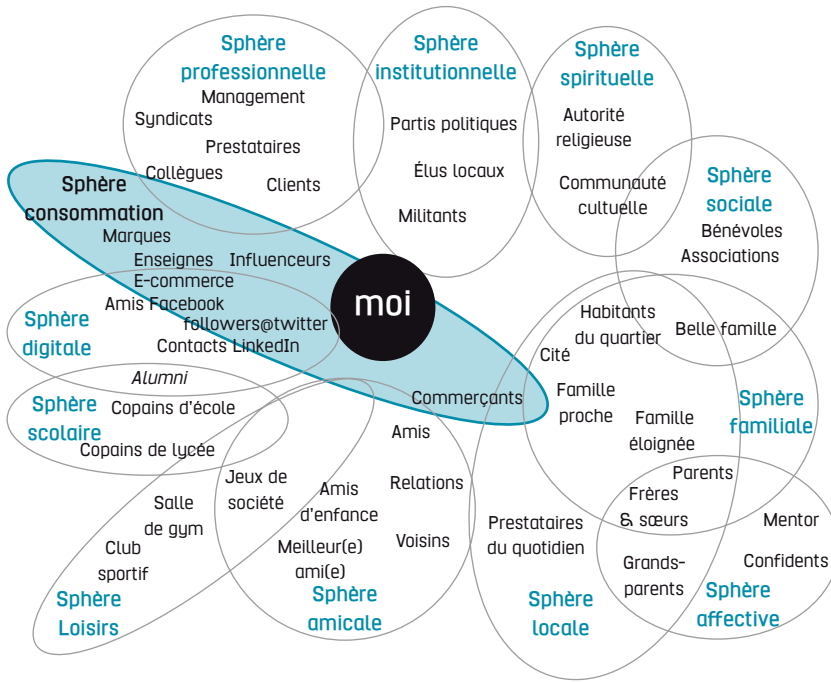 Sphère
professionnelle
Management
Syndicats
Prestataires
Collègues
Clients
Sphère
institutionnelle
Partis politiques
Élus locaux
Militants
Sphère
spirituelle
Autorité
religieuse
Communauté
cultuelle
Sphère
sociale
Bénévoles
Associations
Sphère
consommation
Marques
Enseignes
Influenceurs
E-commerce
moi
Commerçants
Sphère
digitale
Amis Facebook
followers@twitter
Contacts LinkedIn
Alumni
Sphère
scolaire
Copains d'école
Copains de lycée
Habitants
du quartier
Belle famille
Cité
Famille
proche
Famille
éloignée
Sphère
familiale
Parents
Frères
& sœurs
Mentor
Confidents
Grands-
parents
Sphère
affective
Prestataires
du quotidien
Sphère
locale
Amis
Relations
Voisins
Jeux de
société
Amis
d'enfance
Meilleur(e)
ami(e)
Sphère
amicale
Salle
de gym
Club
sportif
Sphère
Loisirs